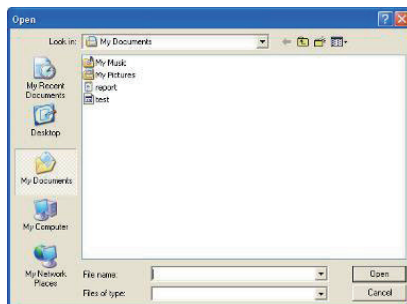 Open
Look in: My Documents
My Recent
Documents
Desktop
My Documents
My Computer
My Network
Places
My Music
My Pictures
report
test
File name:
Open
Files of type:
Cancel